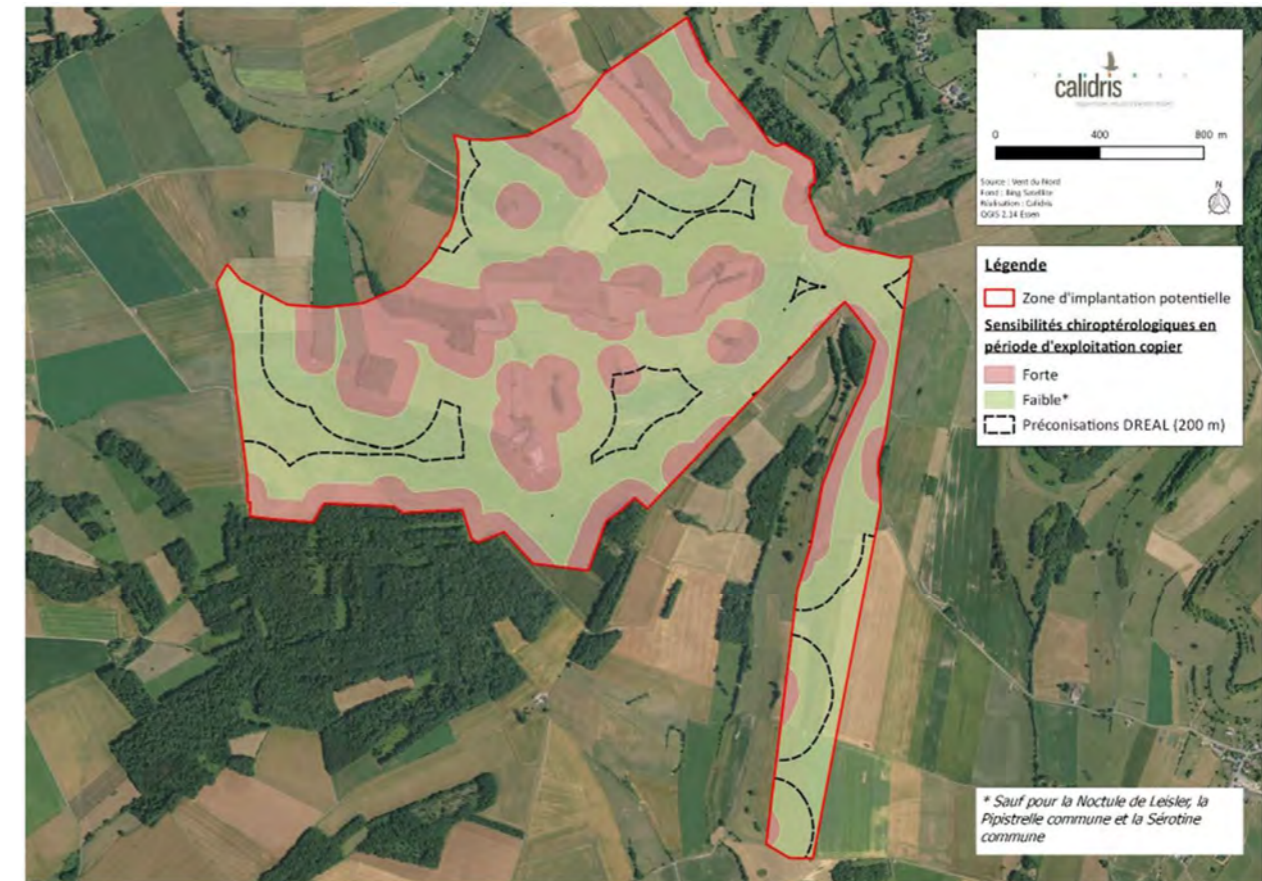 calidris
0 400 800 m
Source : Vent du Nord
Fond : Bing Satellite
Réalisation : Calidris
QGIS 2.14 Essen
N
Légende
Zone d'implantation potentielle
Sensibilités chiroptérologiques en
période d'exploitation copier
Forte
Faible*
Préconisations DREAL (200 m)
* Sauf pour la Noctule de Leisler, la
Pipistrelle commune et la Sérotine
commune